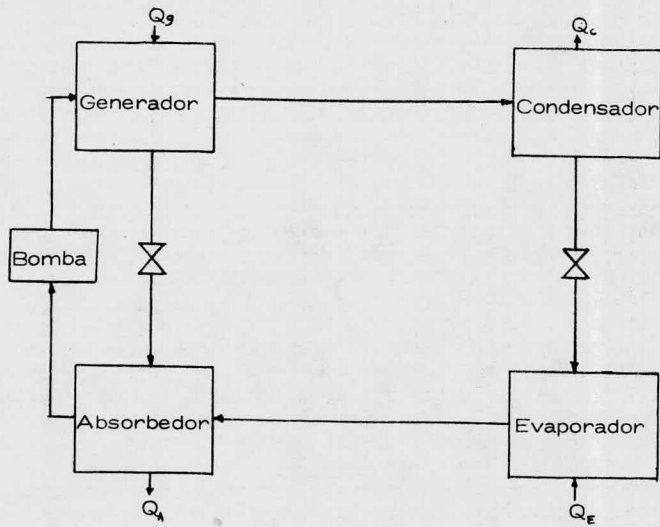 Qg
Qc
Generador
Condensador
Bomba
Absorbedor
Evaporador
QA
QE